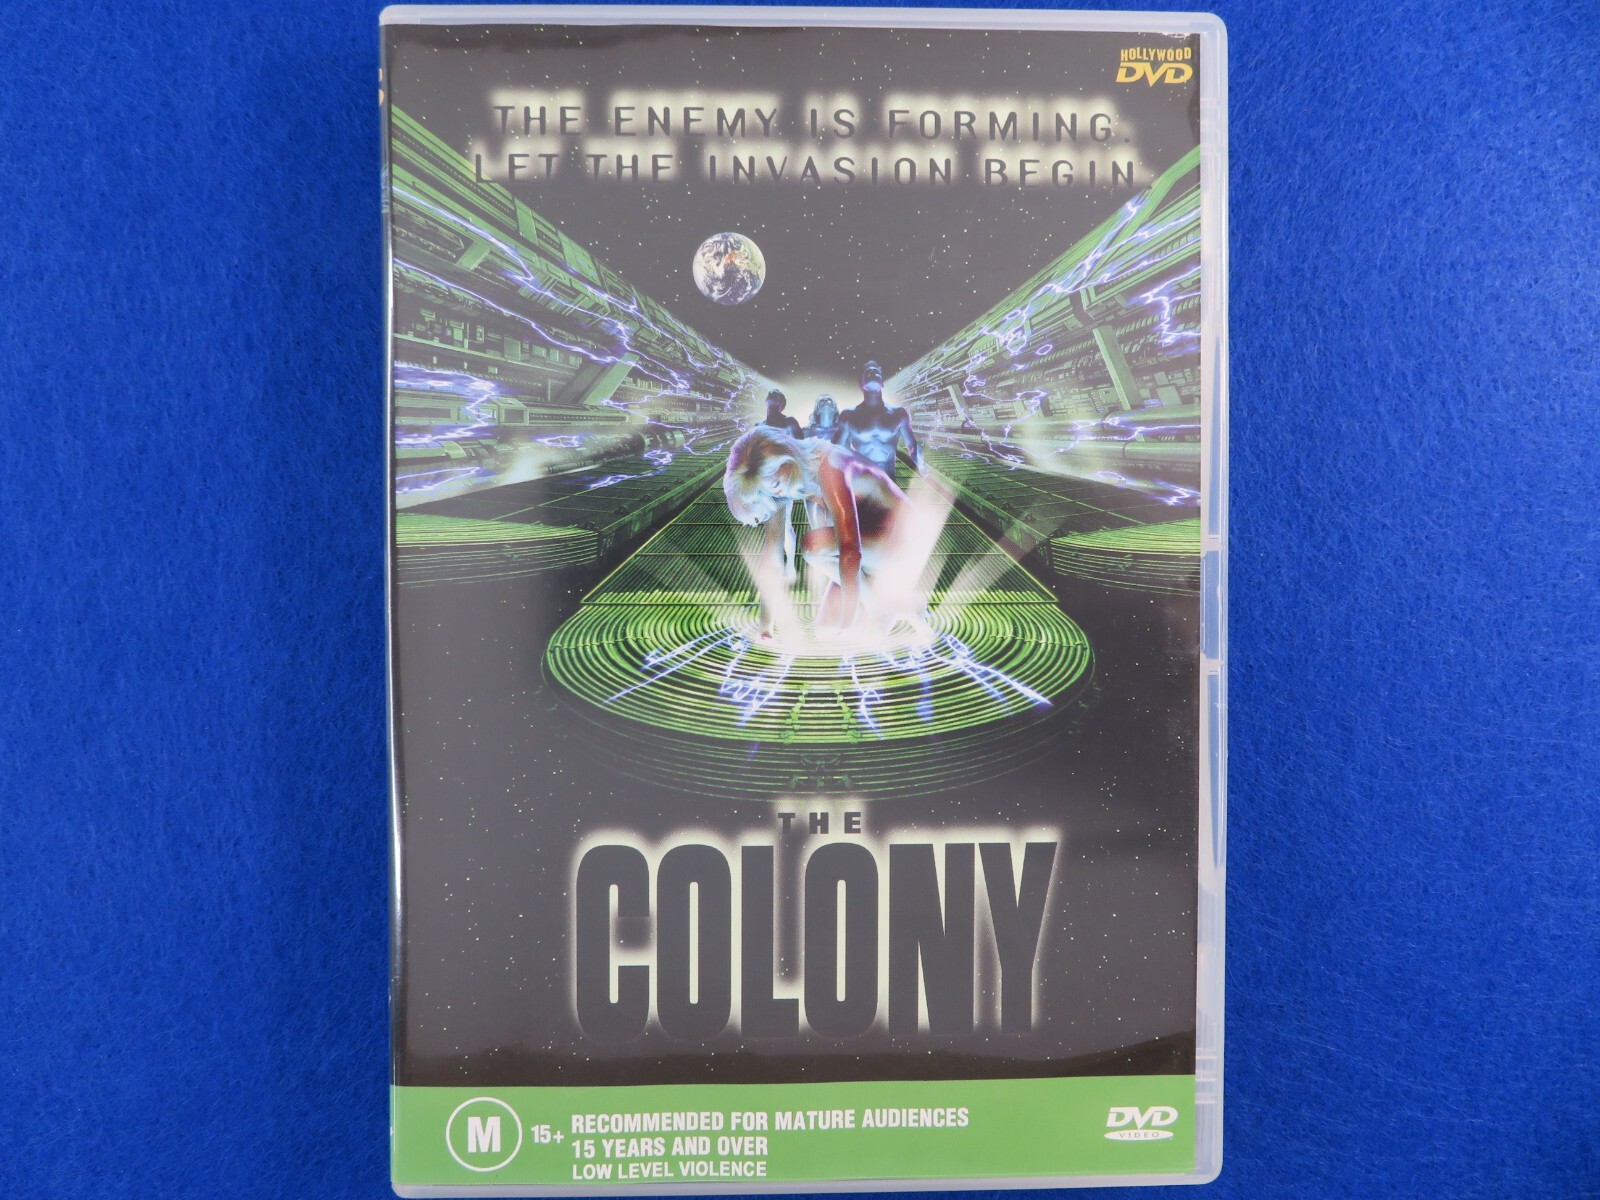 HOLLYWOOD
DVD
THE ENEMY IS FORMING.
LET THE INVASION BEGIN.
THE
COLONY
M
15+
RECOMMENDED FOR MATURE AUDIENCES
15 YEARS AND OVER
LOW LEVEL VIOLENCE
DVD
VIDEO